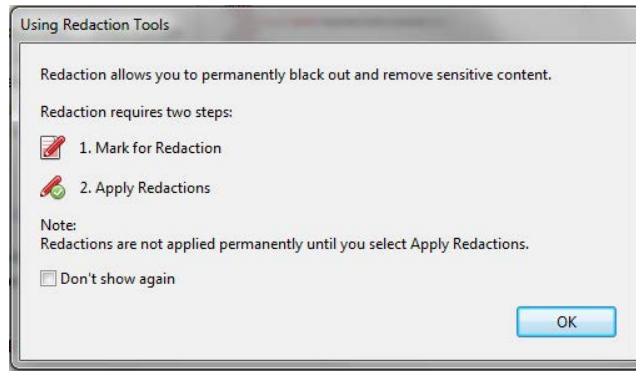 Using Redaction Tools
Redaction allows you to permanently black out and remove sensitive content.
Redaction requires two steps:
1. Mark for Redaction
2. Apply Redactions
Note:
Redactions are not applied permanently until you select Apply Redactions.
Don't show again
OK